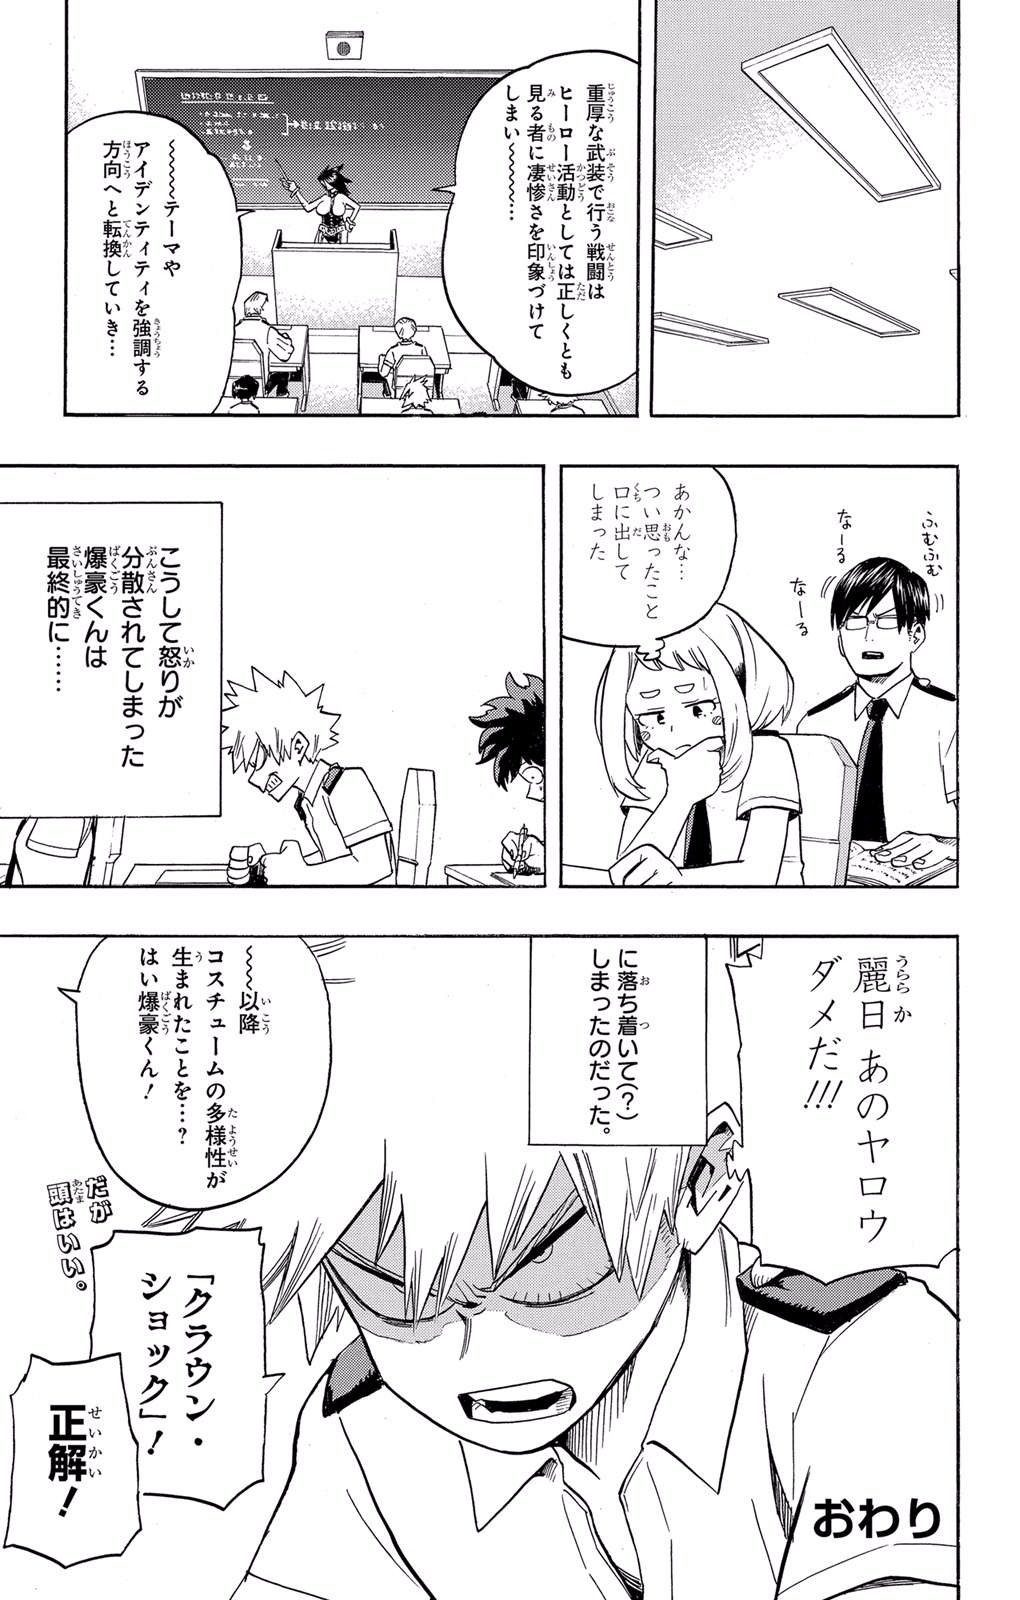 重厚な武装で行う戦闘は
ヒーロー活動としては正しくとも
見る者に凄惨さを印象づけて
しまい〜〜〜…
〜〜〜テーマや
アイデンティティを強調する
方向へと転換していき…
ふむふむ
なーる
なーる
あかんな…
つい思ったこと
口に出して
しまった
こうして怒りが
分散されてしまった
爆豪くんは
最終的に……
麗日 あのヤロウ
ダメだ!!!
に落ち着いて(?)
しまったのだった。
〜〜以降
コスチュームの多様性が
生まれたことを…?
はい爆豪くん!
「クラウン・
ショック」!
だが
頭はいい。
正解!
おわり